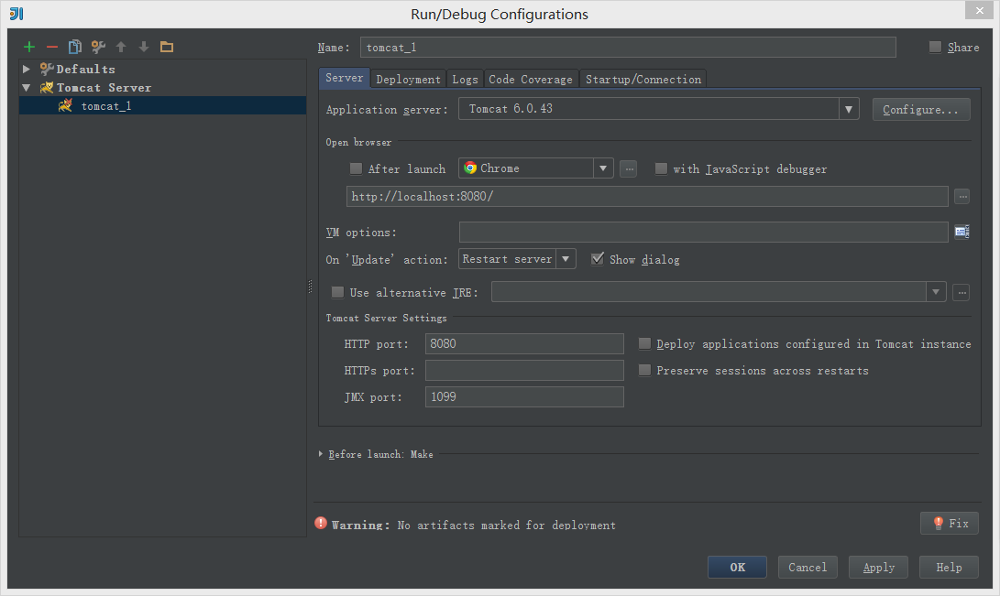 Run/Debug Configurations
Name: tomcat_1 Share
Defaults
Tomcat Server
tomcat_1
Server Deployment Logs Code Coverage Startup/Connection
Application server: Tomcat 6.0.43 Configure...
Open browser
After launch Chrome ... with JavaScript debugger
http://localhost:8080/ ...
VM options:
On 'Update' action: Restart server Show dialog
Use alternative JRE: ...
Tomcat Server Settings
HTTP port: 8080 Deploy applications configured in Tomcat instance
HTTPs port: Preserve sessions across restarts
JMX port: 1099
Before launch: Make
Warning: No artifacts marked for deployment Fix
OK Cancel Apply Help